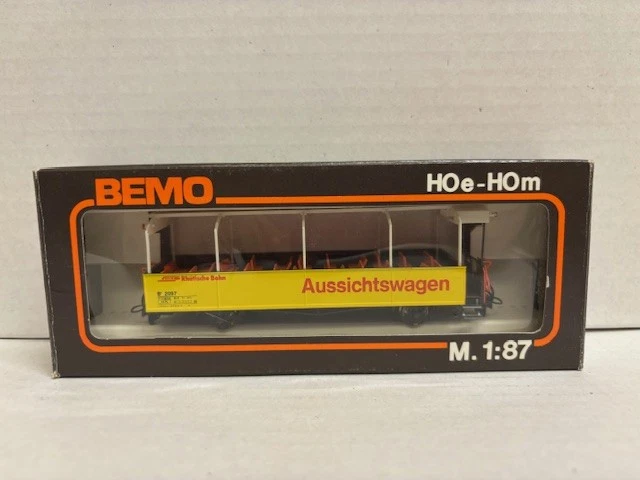 BEMO
HOe-HOm
Rhätische Bahn
Aussichtswagen
M. 1:87